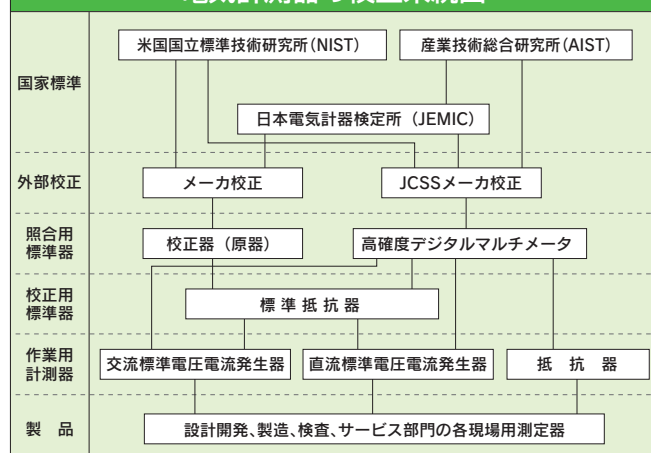 国家標準
米国国立標準技術研究所(NIST)
産業技術総合研究所(AIST)
日本電気計器検定所（JEMIC）
外部校正
メーカ校正
JCSSメーカ校正
照合用
標準器
校正器（原器）
高確度デジタルマルチメータ
校正用
標準器
標 準 抵 抗 器
作業用
計測器
交流標準電圧電流発生器
直流標準電圧電流発生器
抵　抗　器
製　品
設計開発、製造、検査、サービス部門の各現場用測定器